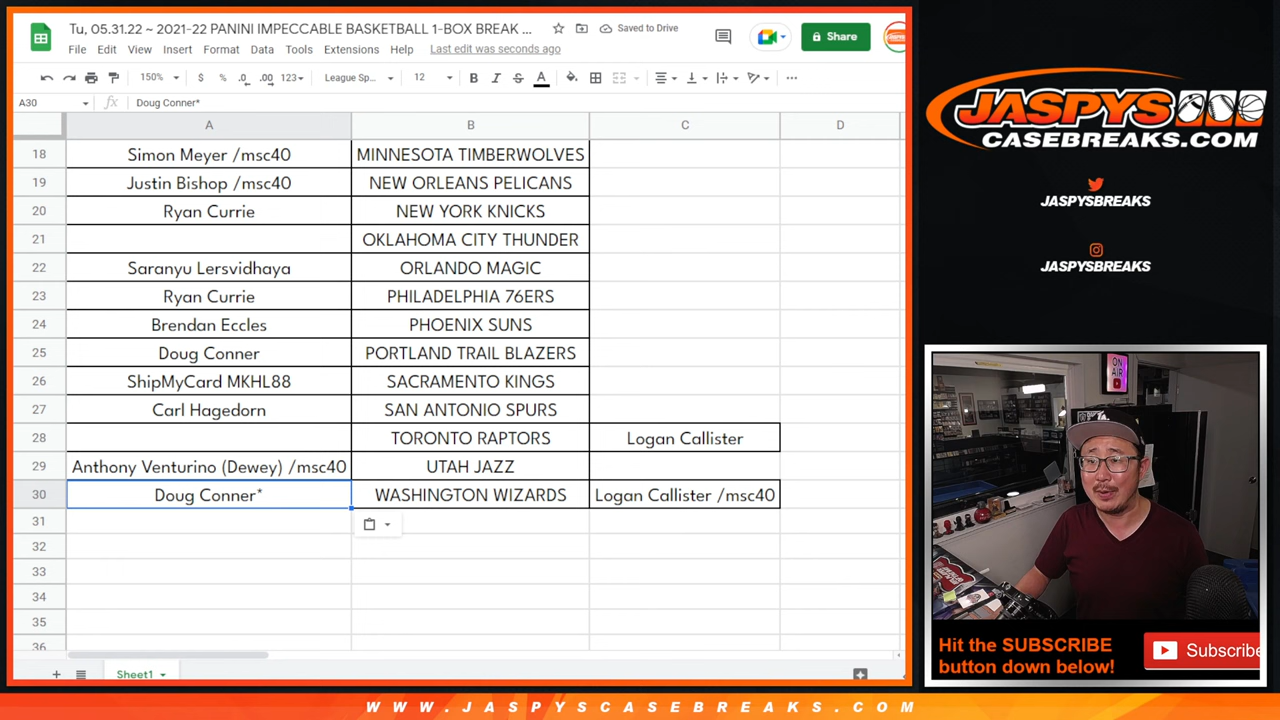 Tu, 05.31.22 ~ 2021-22 PANINI IMPECCABLE BASKETBALL 1-BOX BREAK ...
Saved to Drive
Share
File Edit View Insert Format Data Tools Extensions Help Last edit was seconds ago
150% $ % .0 .00 123 League Sp... 12 B I S A
A30 fx Doug Conner*
A B C D
18 Simon Meyer /msc40 MINNESOTA TIMBERWOLVES
19 Justin Bishop /msc40 NEW ORLEANS PELICANS
20 Ryan Currie NEW YORK KNICKS
21 OKLAHOMA CITY THUNDER
22 Saranyu Lersvidhaya ORLANDO MAGIC
23 Ryan Currie PHILADELPHIA 76ERS
24 Brendan Eccles PHOENIX SUNS
25 Doug Conner PORTLAND TRAIL BLAZERS
26 ShipMyCard MKHL88 SACRAMENTO KINGS
27 Carl Hagedorn SAN ANTONIO SPURS
28 TORONTO RAPTORS Logan Callister
29 Anthony Venturino (Dewey) /msc40 UTAH JAZZ
30 Doug Conner* WASHINGTON WIZARDS Logan Callister /msc40
31
32
33
34
35
36
Sheet1
JASPYS
CASEBREAKS.COM
JASPYSBREAKS
JASPYSBREAKS
ON
AIR
Hit the SUBSCRIBE
button down below!
Subscribe
WWW.JASPYSCASEBREAKS.COM